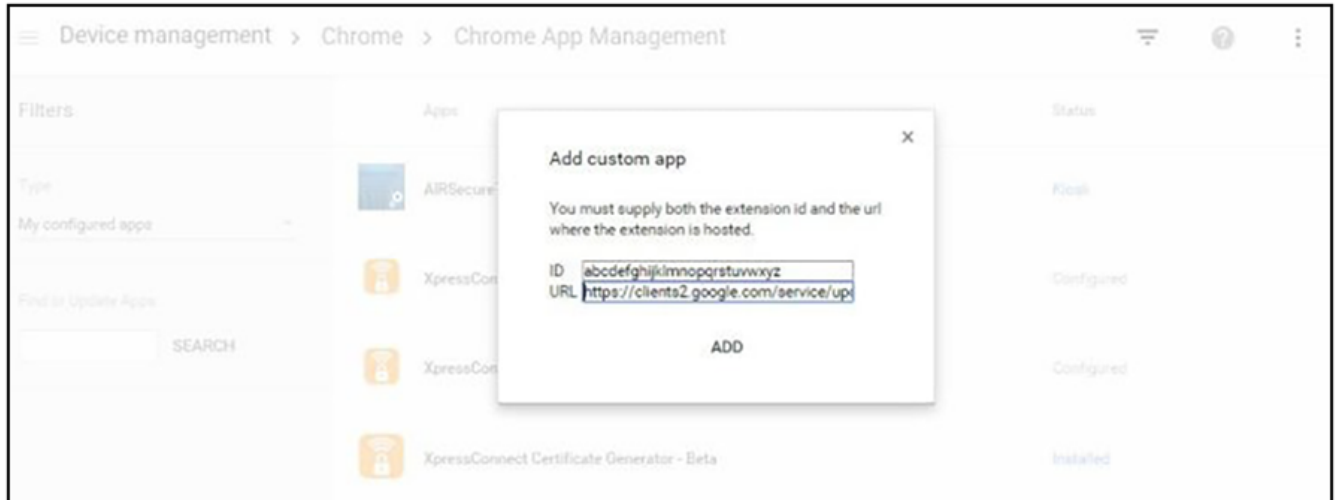 Device management > Chrome > Chrome App Management
Filters
Apps
Status
Add custom app
Type
AIRSecure
Kiosk
You must supply both the extension id and the url
My configured apps
where the extension is hosted.
ID abcdefghijklmnopqrstuvwxyz
XpressCon
Configured
URL https://clients2.google.com/service/up
Find or Update Apps
SEARCH
ADD
XpressCon
Configured
XpressConnect Certificate Generator - Beta
Installed